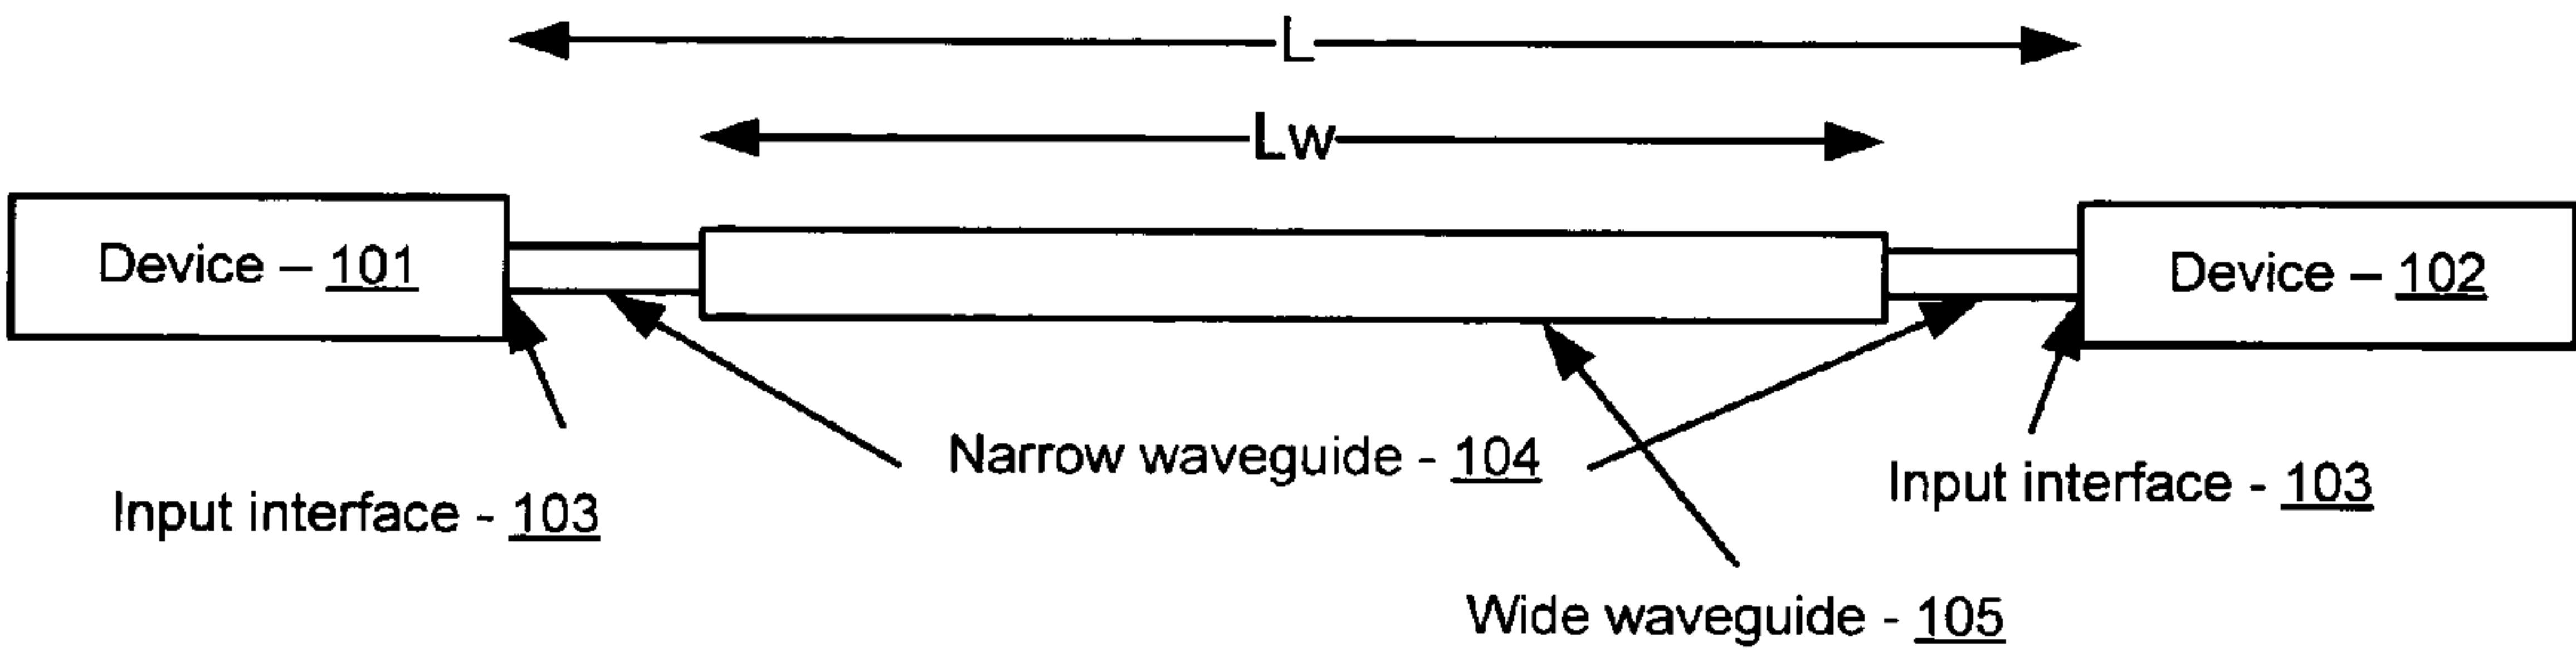 L
Lw
Device – 101
Device – 102
Narrow waveguide - 104
Input interface - 103
Input interface - 103
Wide waveguide - 105